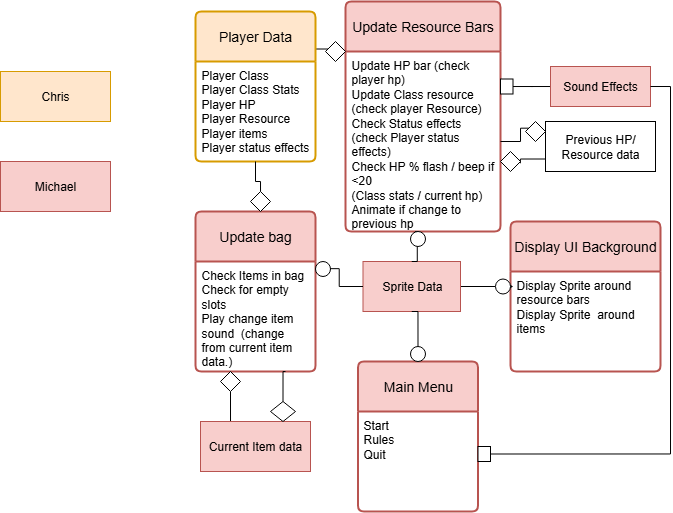 Chris
Michael
Player Data
Player Class
Player Class Stats
Player HP
Player Resource
Player items
Player status effects
Update Resource Bars
Update HP bar (check
player hp)
Update Class resource
(check player Resource)
Check Status effects
(check Player status
effects)
Check HP % flash / beep if
<20
(Class stats / current hp)
Animate if change to
previous hp
Sound Effects
Previous HP/
Resource data
Update bag
Check Items in bag
Check for empty
slots
Play change item
sound  (change
from current item
data.)
Sprite Data
Display UI Background
Display Sprite around
resource bars
Display Sprite  around
items
Main Menu
Start
Rules
Quit
Current Item data